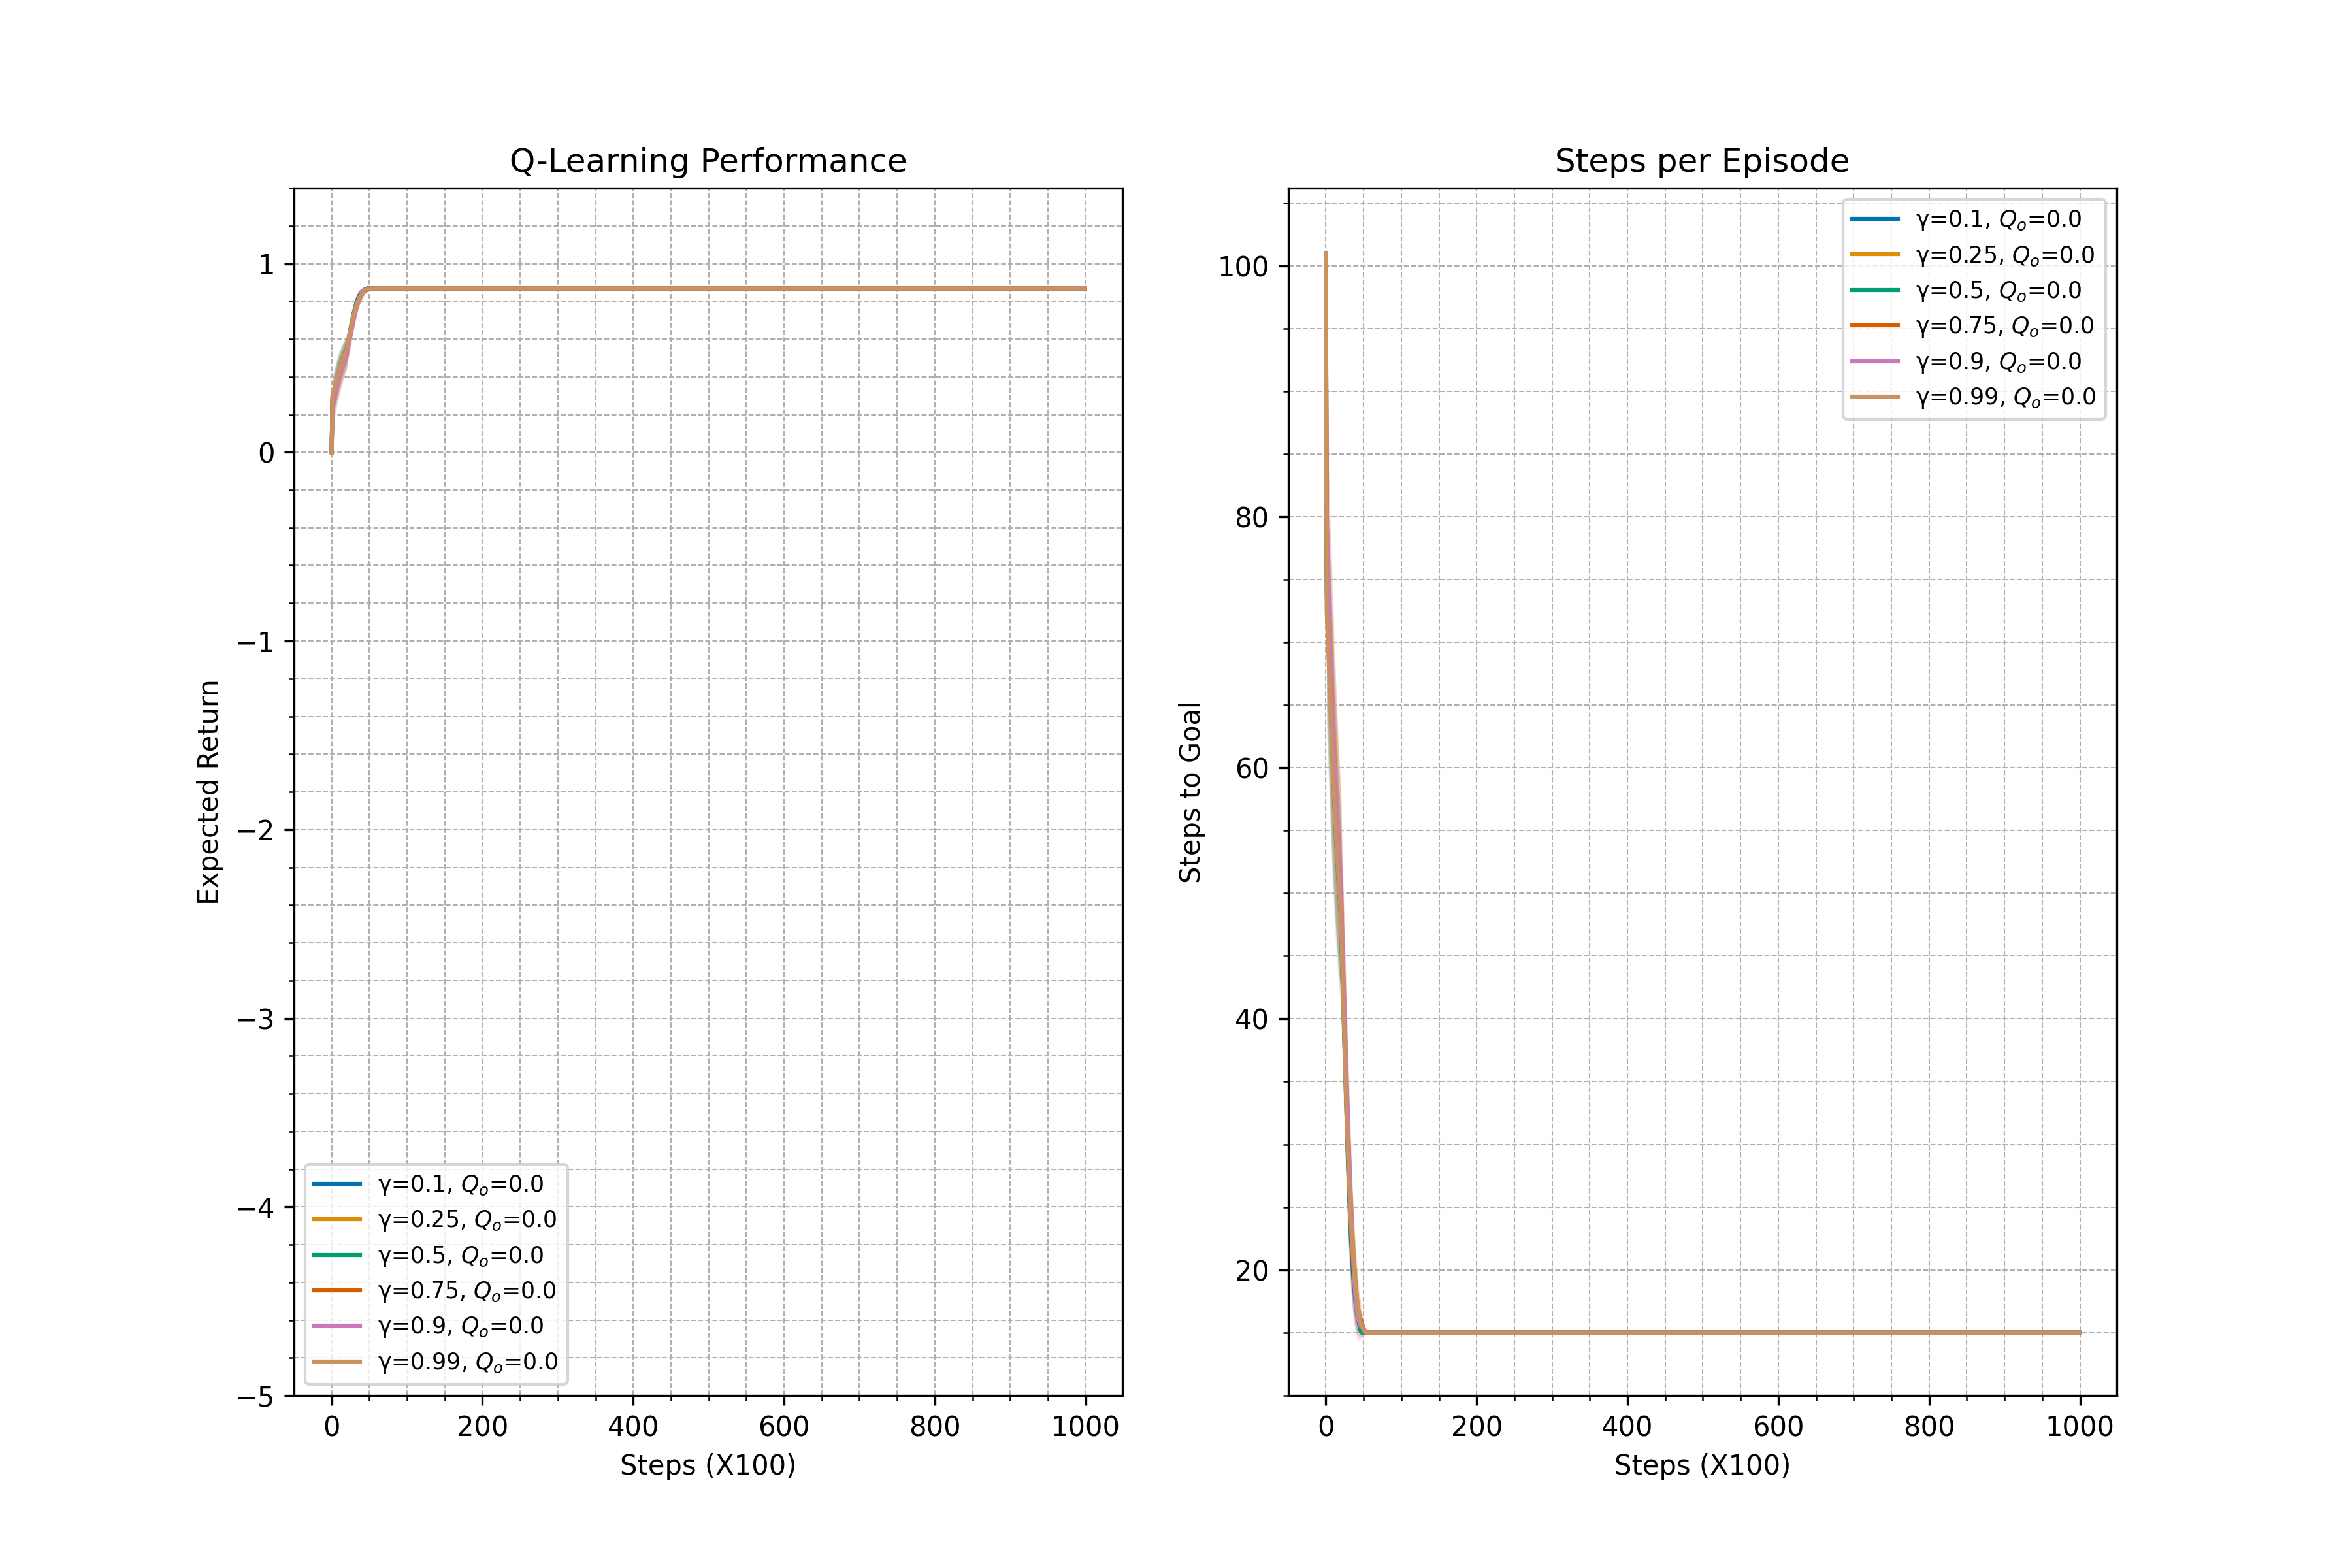 Q-Learning Performance
Expected Return
1
0
−1
−2
−3
−4
−5
γ=0.1, Qo=0.0
γ=0.25, Qo=0.0
γ=0.5, Qo=0.0
γ=0.75, Qo=0.0
γ=0.9, Qo=0.0
γ=0.99, Qo=0.0
0 200 400 600 800 1000
Steps (X100)
Steps per Episode
Steps to Goal
100
80
60
40
20
γ=0.1, Qo=0.0
γ=0.25, Qo=0.0
γ=0.5, Qo=0.0
γ=0.75, Qo=0.0
γ=0.9, Qo=0.0
γ=0.99, Qo=0.0
0 200 400 600 800 1000
Steps (X100)